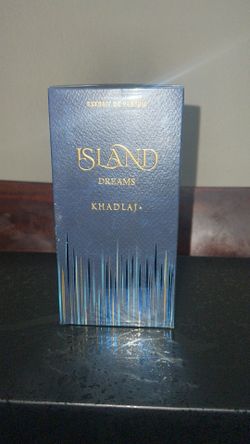 EXTRAIT DE PARFUM
ISLAND
DREAMS
KHADLAJ